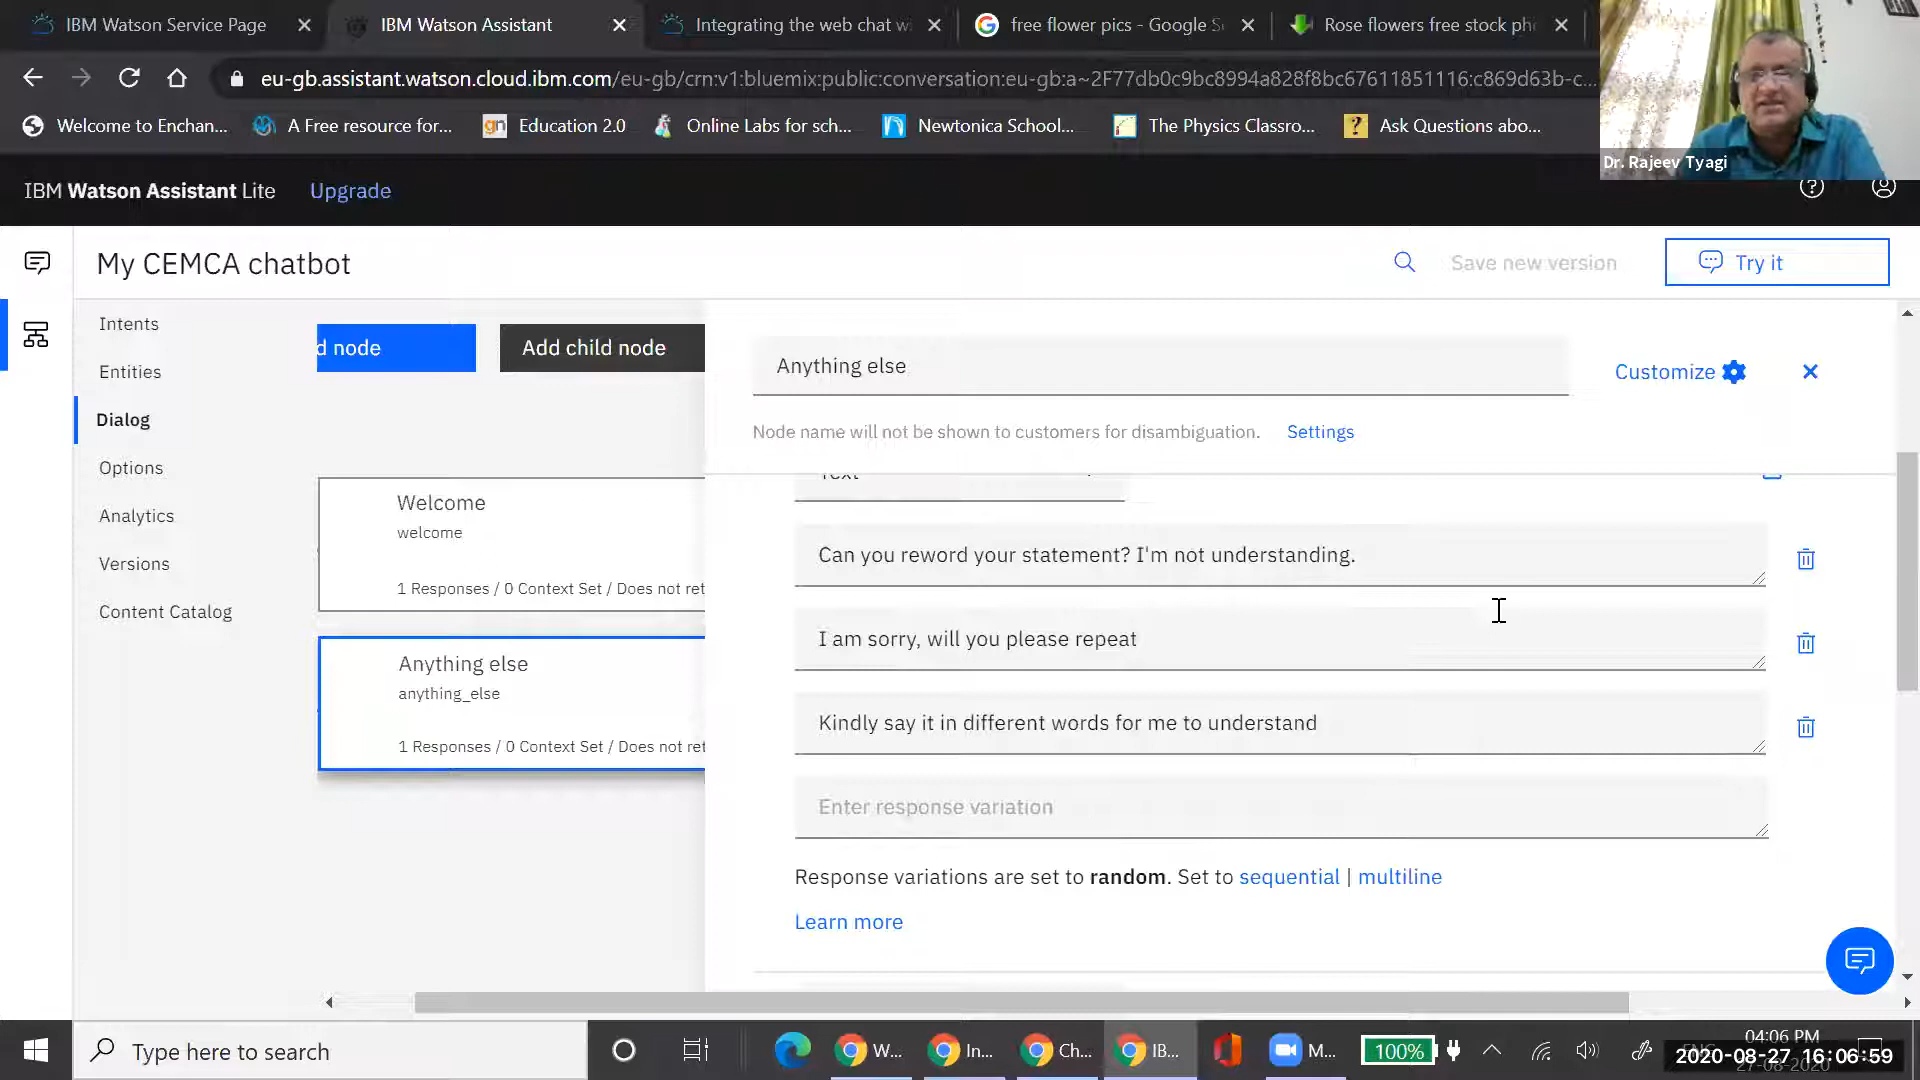 IBM Watson Service Page
IBM Watson Assistant
Integrating the web chat w
free flower pics - Google S
Rose flowers free stock ph
eu-gb.assistant.watson.cloud.ibm.com/eu-gb/crn:v1:bluemix:public:conversation:eu-gb:a~2F77db0c9bc8994a828f8bc67611851116:c869d63b-c...
Welcome to Enchan...
A Free resource for...
gn Education 2.0
Online Labs for sch...
Newtonica School...
The Physics Classro...
? Ask Questions abo...
Dr. Rajeev Tyagi
IBM Watson Assistant Lite
Upgrade
My CEMCA chatbot
Save new version
Try it
Intents
Entities
Dialog
Options
Analytics
Versions
Content Catalog
d node
Add child node
Welcome
welcome
1 Responses / 0 Context Set / Does not ret
Anything else
anything_else
1 Responses / 0 Context Set / Does not ret
Anything else
Customize
Node name will not be shown to customers for disambiguation. Settings
Text
Can you reword your statement? I'm not understanding.
I am sorry, will you please repeat
Kindly say it in different words for me to understand
Enter response variation
Response variations are set to random. Set to sequential | multiline
Learn more
Type here to search
W...
In...
Ch...
IB...
M...
100%
04:06 PM
2020-08-27 16:06:59
27-08-2020